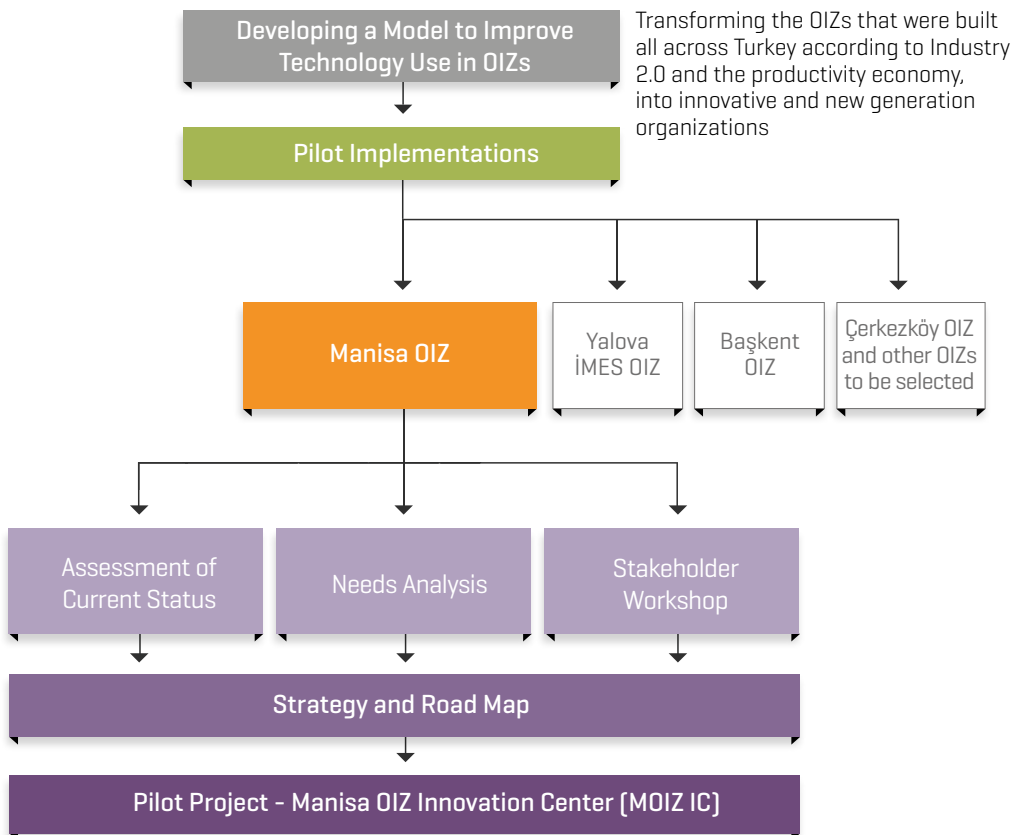 Developing a Model to Improve
Technology Use in OIZs
Transforming the OIZs that were built
all across Turkey according to Industry
2.0 and the productivity economy,
into innovative and new generation
organizations
Pilot Implementations
Manisa OIZ
Yalova
İMES OIZ
Başkent
OIZ
Çerkezköy OIZ
and other OIZs
to be selected
Assessment of
Current Status
Needs Analysis
Stakeholder
Workshop
Strategy and Road Map
Pilot Project - Manisa OIZ Innovation Center (MOIZ IC)